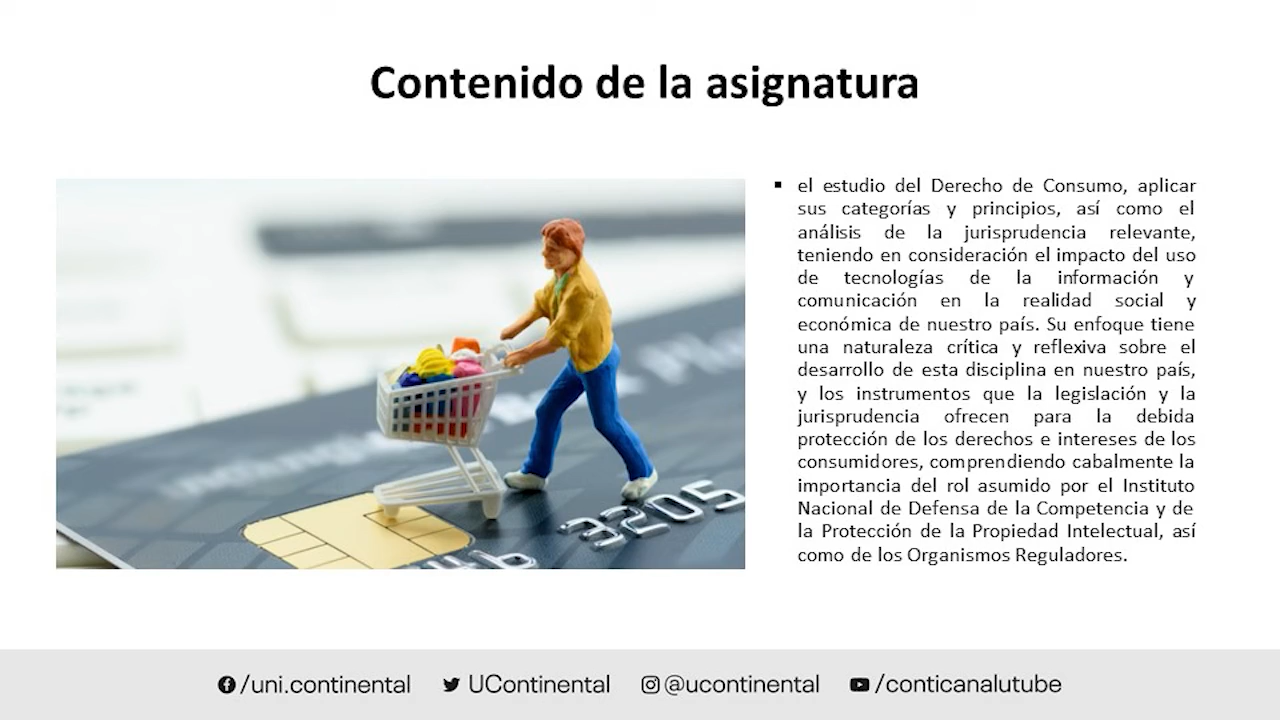 Contenido de la asignatura
▪ el estudio del Derecho de Consumo, aplicar
sus categorías y principios, así como el
análisis de la jurisprudencia relevante,
teniendo en consideración el impacto del uso
de tecnologías de la información y
comunicación en la realidad social y
económica de nuestro país. Su enfoque tiene
una naturaleza crítica y reflexiva sobre el
desarrollo de esta disciplina en nuestro país,
y los instrumentos que la legislación y la
jurisprudencia ofrecen para la debida
protección de los derechos e intereses de los
consumidores, comprendiendo cabalmente la
importancia del rol asumido por el Instituto
Nacional de Defensa de la Competencia y de
la Protección de la Propiedad Intelectual, así
como de los Organismos Reguladores.
3205
/uni.continental UContinental @ucontinental /conticanalutube